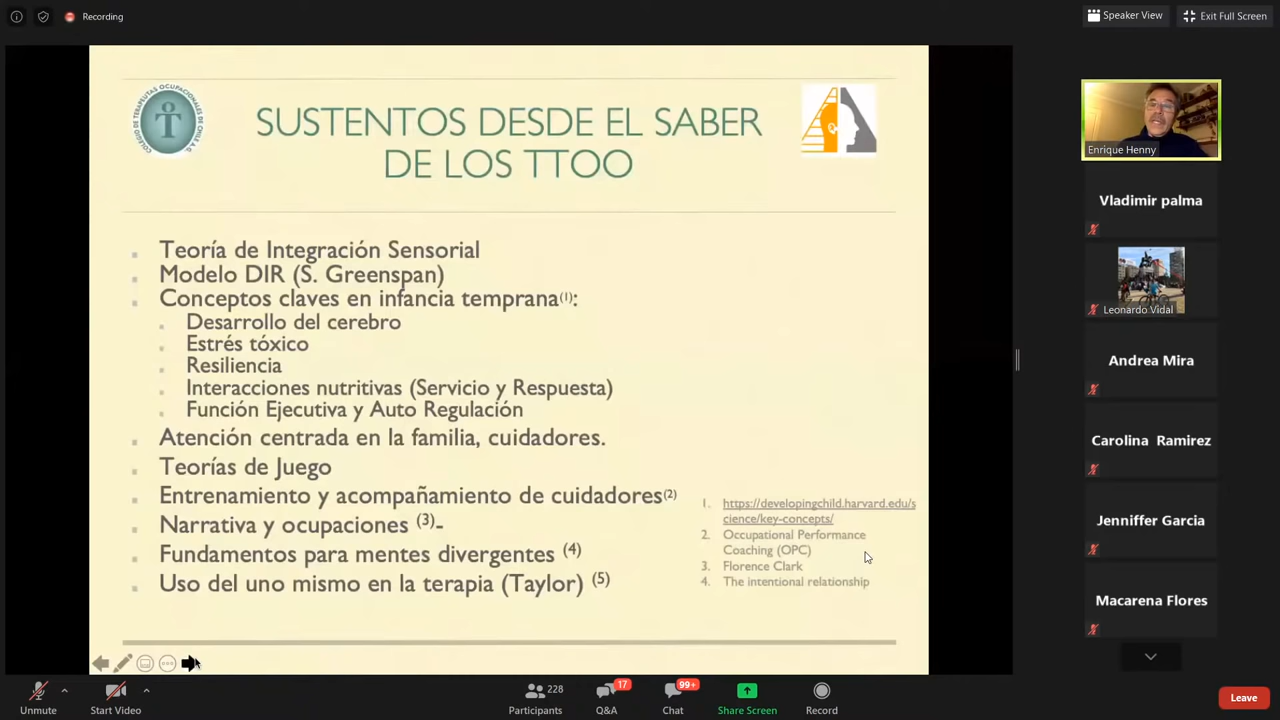 Recording
Speaker View
Exit Full Screen
COLEGIO DE TERAPEUTAS OCUPACIONALES DE CHILE A.G.
SUSTENTOS DESDE EL SABER
DE LOS TTOO
Teoría de Integración Sensorial
Modelo DIR (S. Greenspan)
Conceptos claves en infancia temprana(1):
Desarrollo del cerebro
Estrés tóxico
Resiliencia
Interacciones nutritivas (Servicio y Respuesta)
Función Ejecutiva y Auto Regulación
Atención centrada en la familia, cuidadores.
Teorías de Juego
Entrenamiento y acompañamiento de cuidadores(2)
Narrativa y ocupaciones (3)-
Fundamentos para mentes divergentes (4)
Uso del uno mismo en la terapia (Taylor) (5)
1. https://developingchild.harvard.edu/s
cience/key-concepts/
2. Occupational Performance
Coaching (OPC)
3. Florence Clark
4. The intentional relationship
Enrique Henny
Vladimir palma
Leonardo Vidal
Andrea Mira
Carolina Ramirez
Jenniffer Garcia
Macarena Flores
Unmute
Start Video
228
Participants
17
Q&A
99+
Chat
Share Screen
Record
Leave